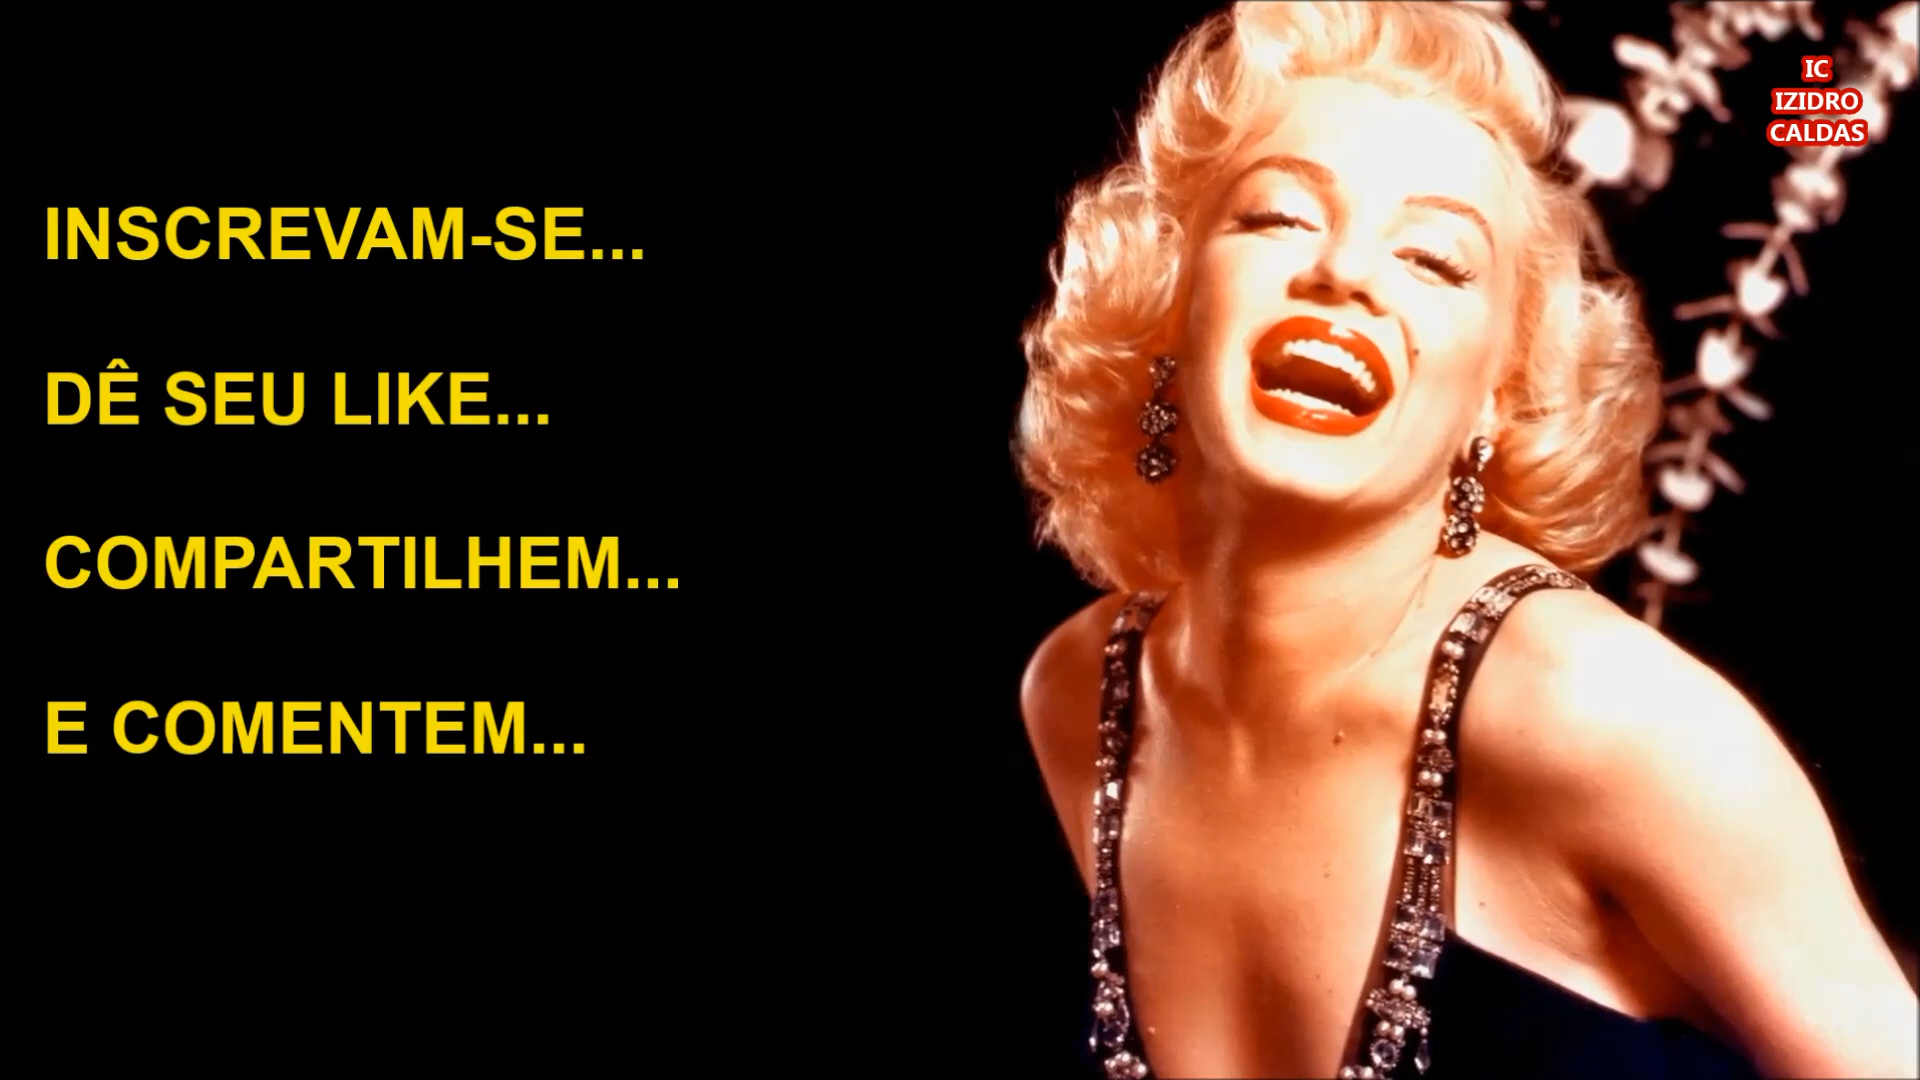 INSCREVAM-SE...
DÊ SEU LIKE...
COMPARTILHEM...
E COMENTEM...
IC
IZIDRO
CALDAS